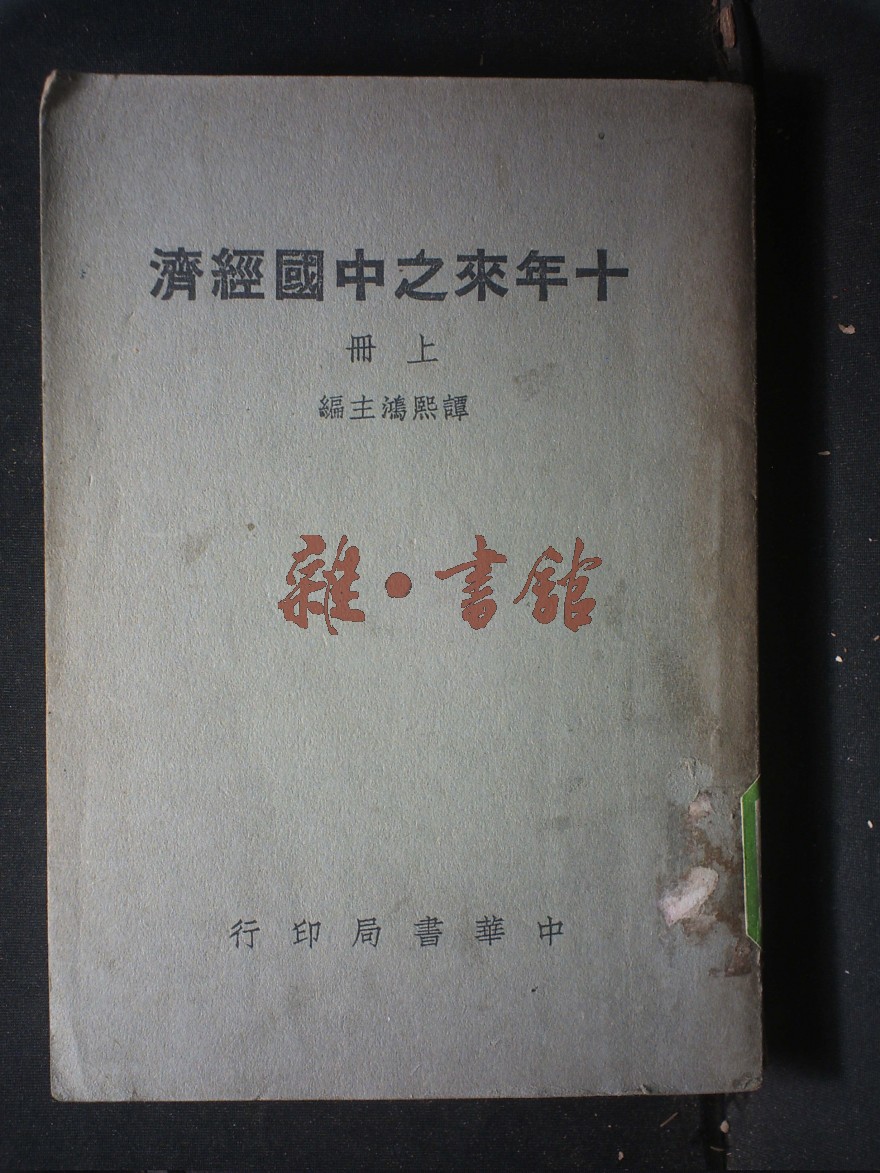 十年來之中國經濟
上冊
譚熙鴻主編
雜·書館
中華書局印行